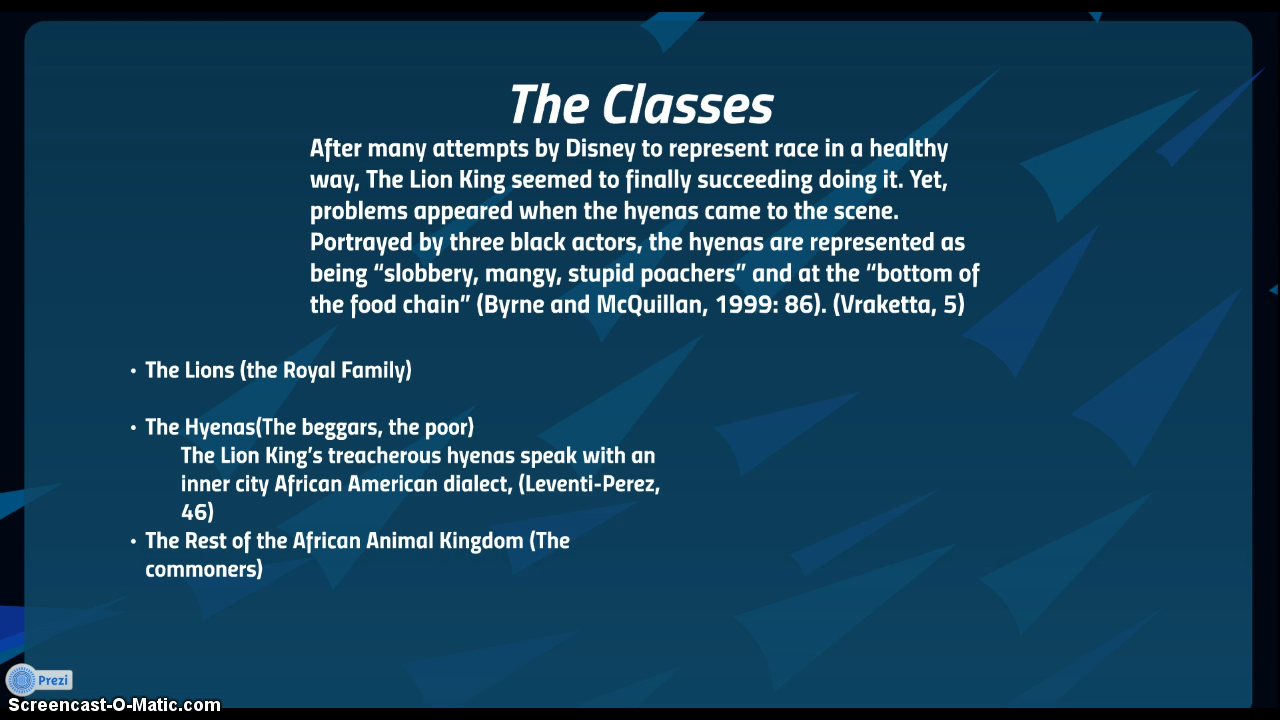 The Classes
After many attempts by Disney to represent race in a healthy
way, The Lion King seemed to finally succeeding doing it. Yet,
problems appeared when the hyenas came to the scene.
Portrayed by three black actors, the hyenas are represented as
being “slobbery, mangy, stupid poachers” and at the “bottom of
the food chain” (Byrne and McQuillan, 1999: 86). (Vraketta, 5)
• The Lions (the Royal Family)
• The Hyenas(The beggars, the poor)
The Lion King’s treacherous hyenas speak with an
inner city African American dialect, (Leventi-Perez,
46)
• The Rest of the African Animal Kingdom (The
commoners)
Prezi
Screencast-O-Matic.com